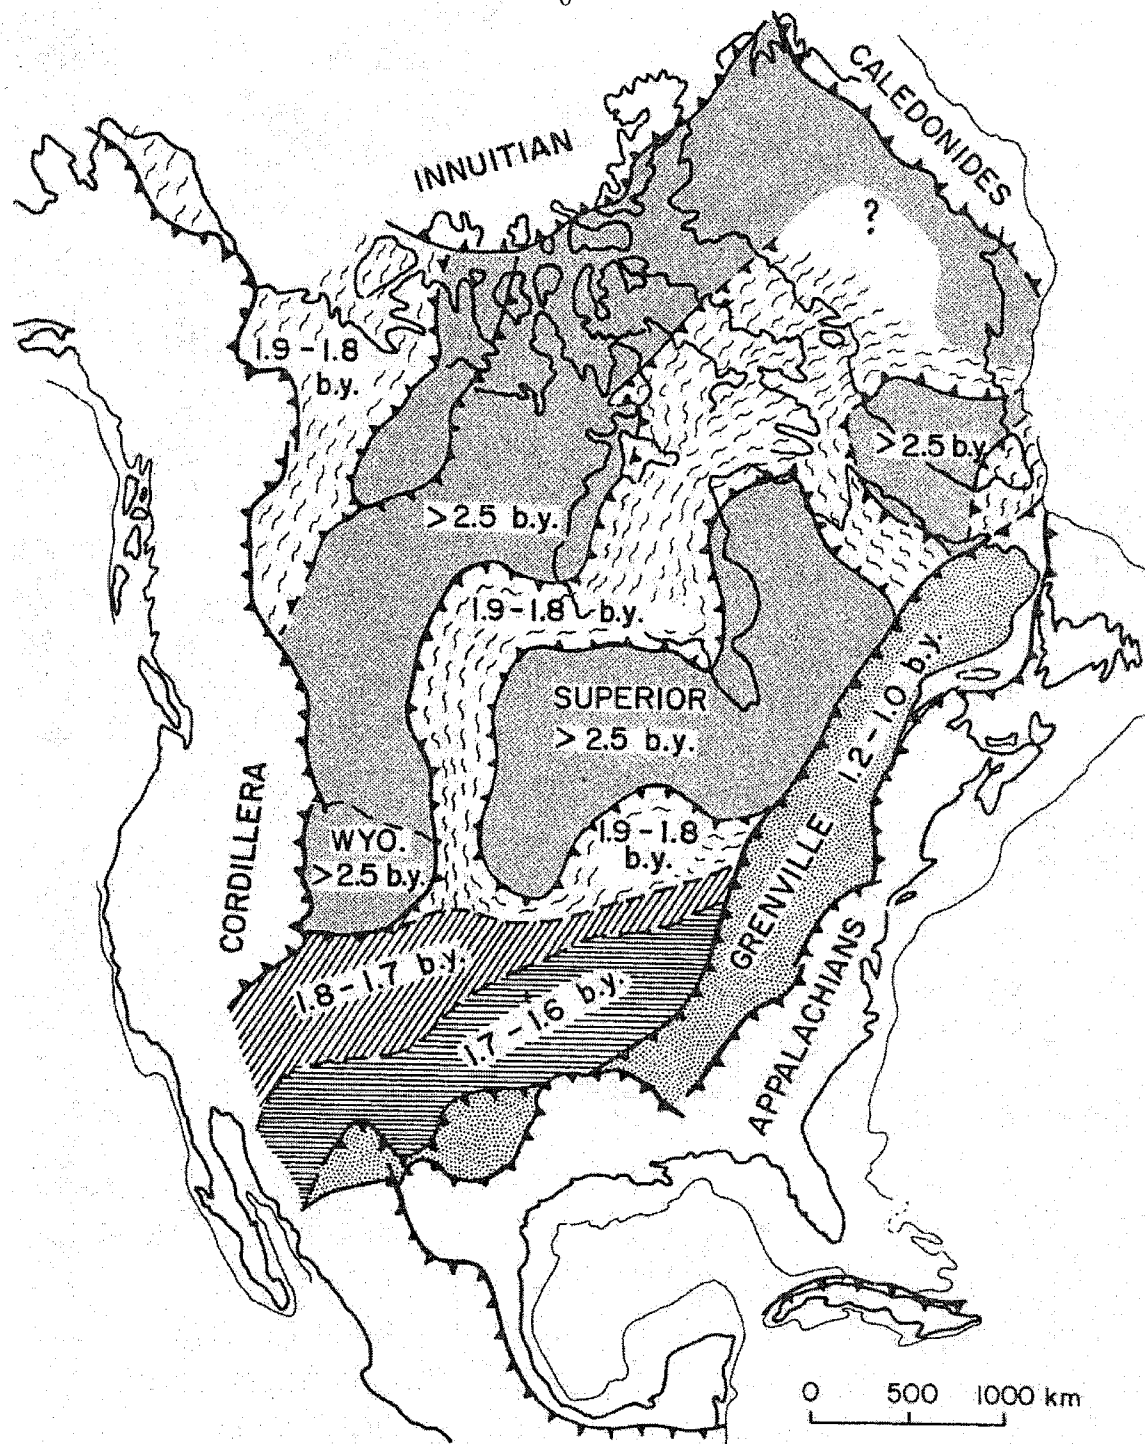 CALEDONIDES
INNUITIAN
?
1.9-1.8
b.y.
>2.5 b.y.
>2.5 b.y.
1.9-1.8 b.y.
1.2-1.0 b.y.
SUPERIOR
>2.5 b.y.
CORDILLERA
WYO.
>2.5 b.y.
1.9-1.8
b.y.
GRENVILLE
1.8-1.7 b.y.
1.7-1.6 b.y.
APPALACHIANS
0 500 1000 km